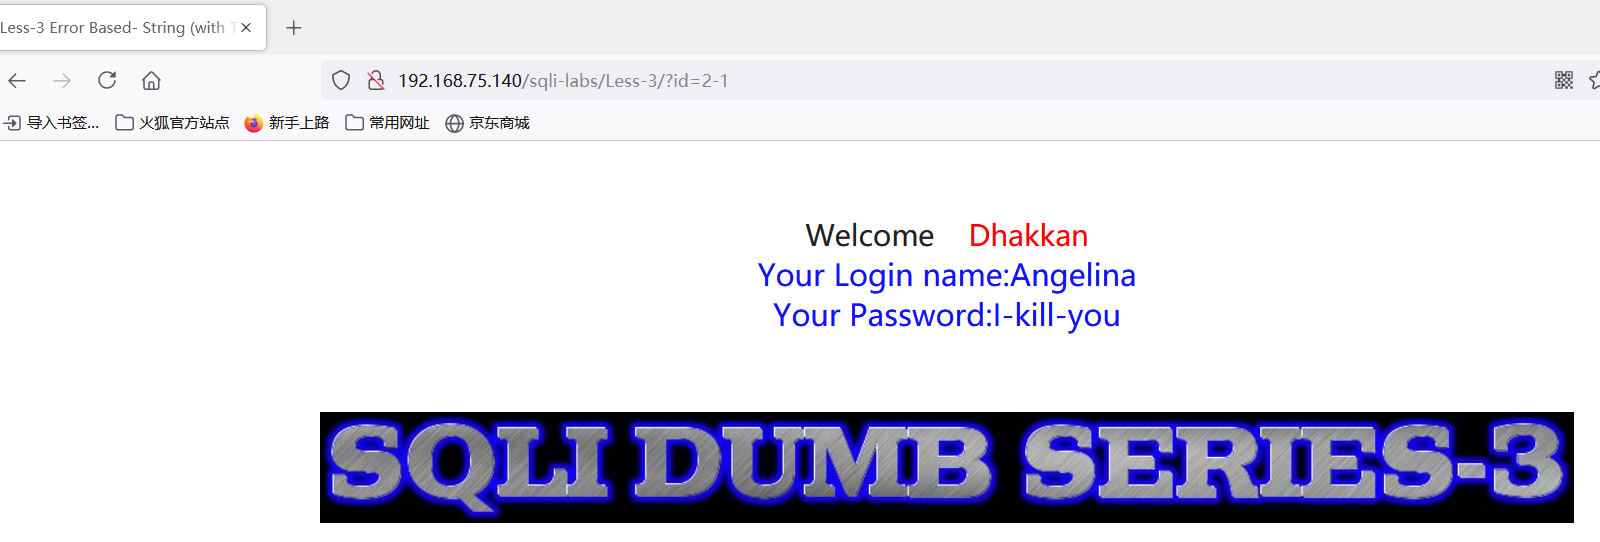 Less-3 Error Based- String (with T
192.168.75.140/sqli-labs/Less-3/?id=2-1
导入书签... 火狐官方站点 新手上路 常用网址 京东商城
Welcome Dhakkan
Your Login name:Angelina
Your Password:I-kill-you
SQLI DUMB SERIES-3